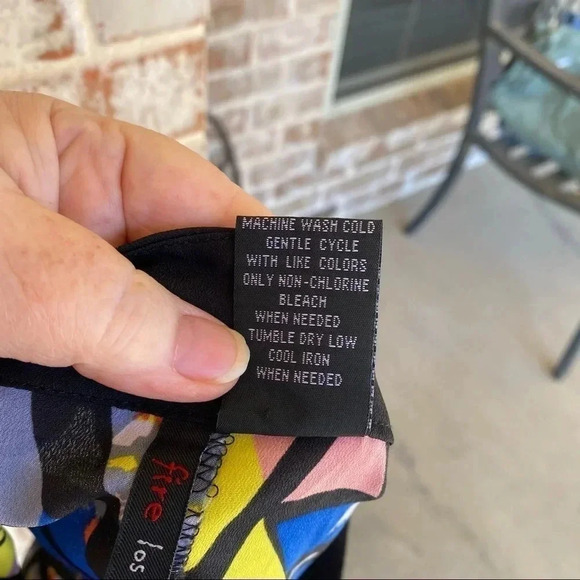 MACHINE WASH COLD
GENTLE CYCLE
WITH LIKE COLORS
ONLY NON-CHLORINE
BLEACH
WHEN NEEDED
TUMBLE DRY LOW
COOL IRON
WHEN NEEDED
fire los